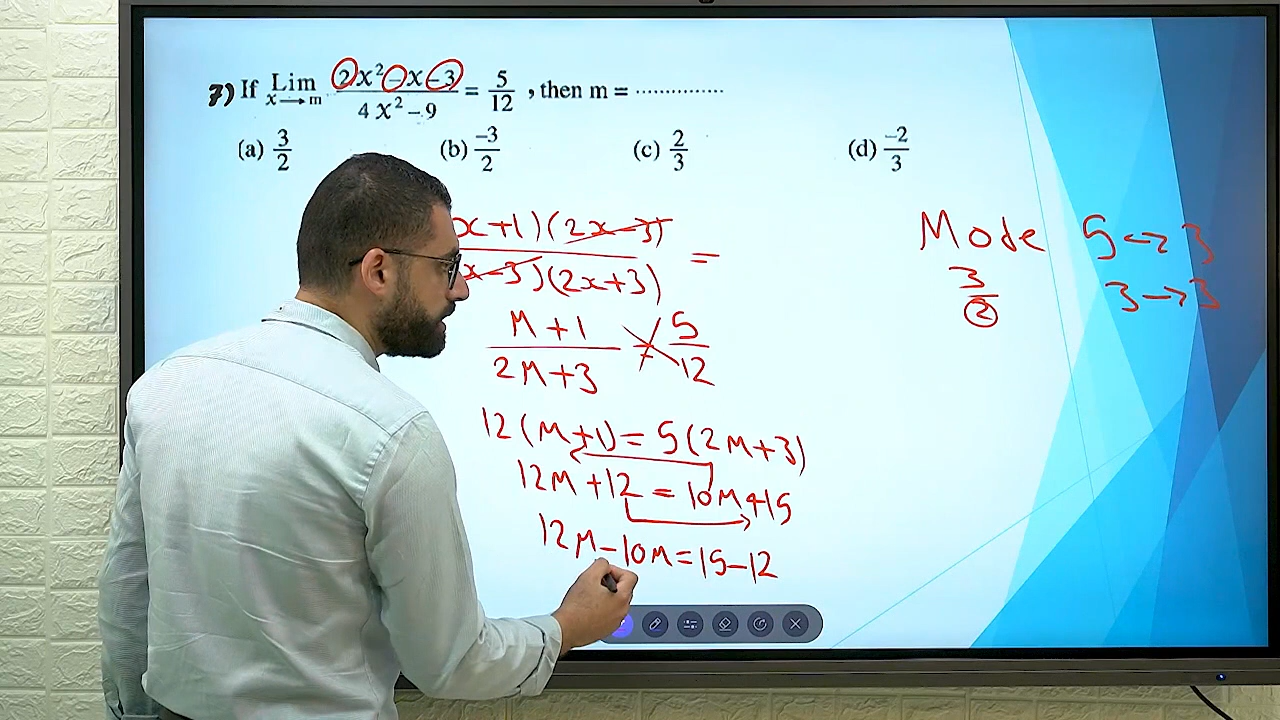 7) If Lim x→m (2x² - x - 3)/(4x² - 9) = 5/12 , then m = ...............
(a) 3/2 (b) -3/2 (c) 2/3 (d) -2/3
x+1)(2x-3)
x-3)(2x+3) =
M+1/2M+3 = 5/12
12(M+1) = 5(2M+3)
12M+12 = 10M+15
12M-10M=15-12
Mode 5↔3
3/2 3→3